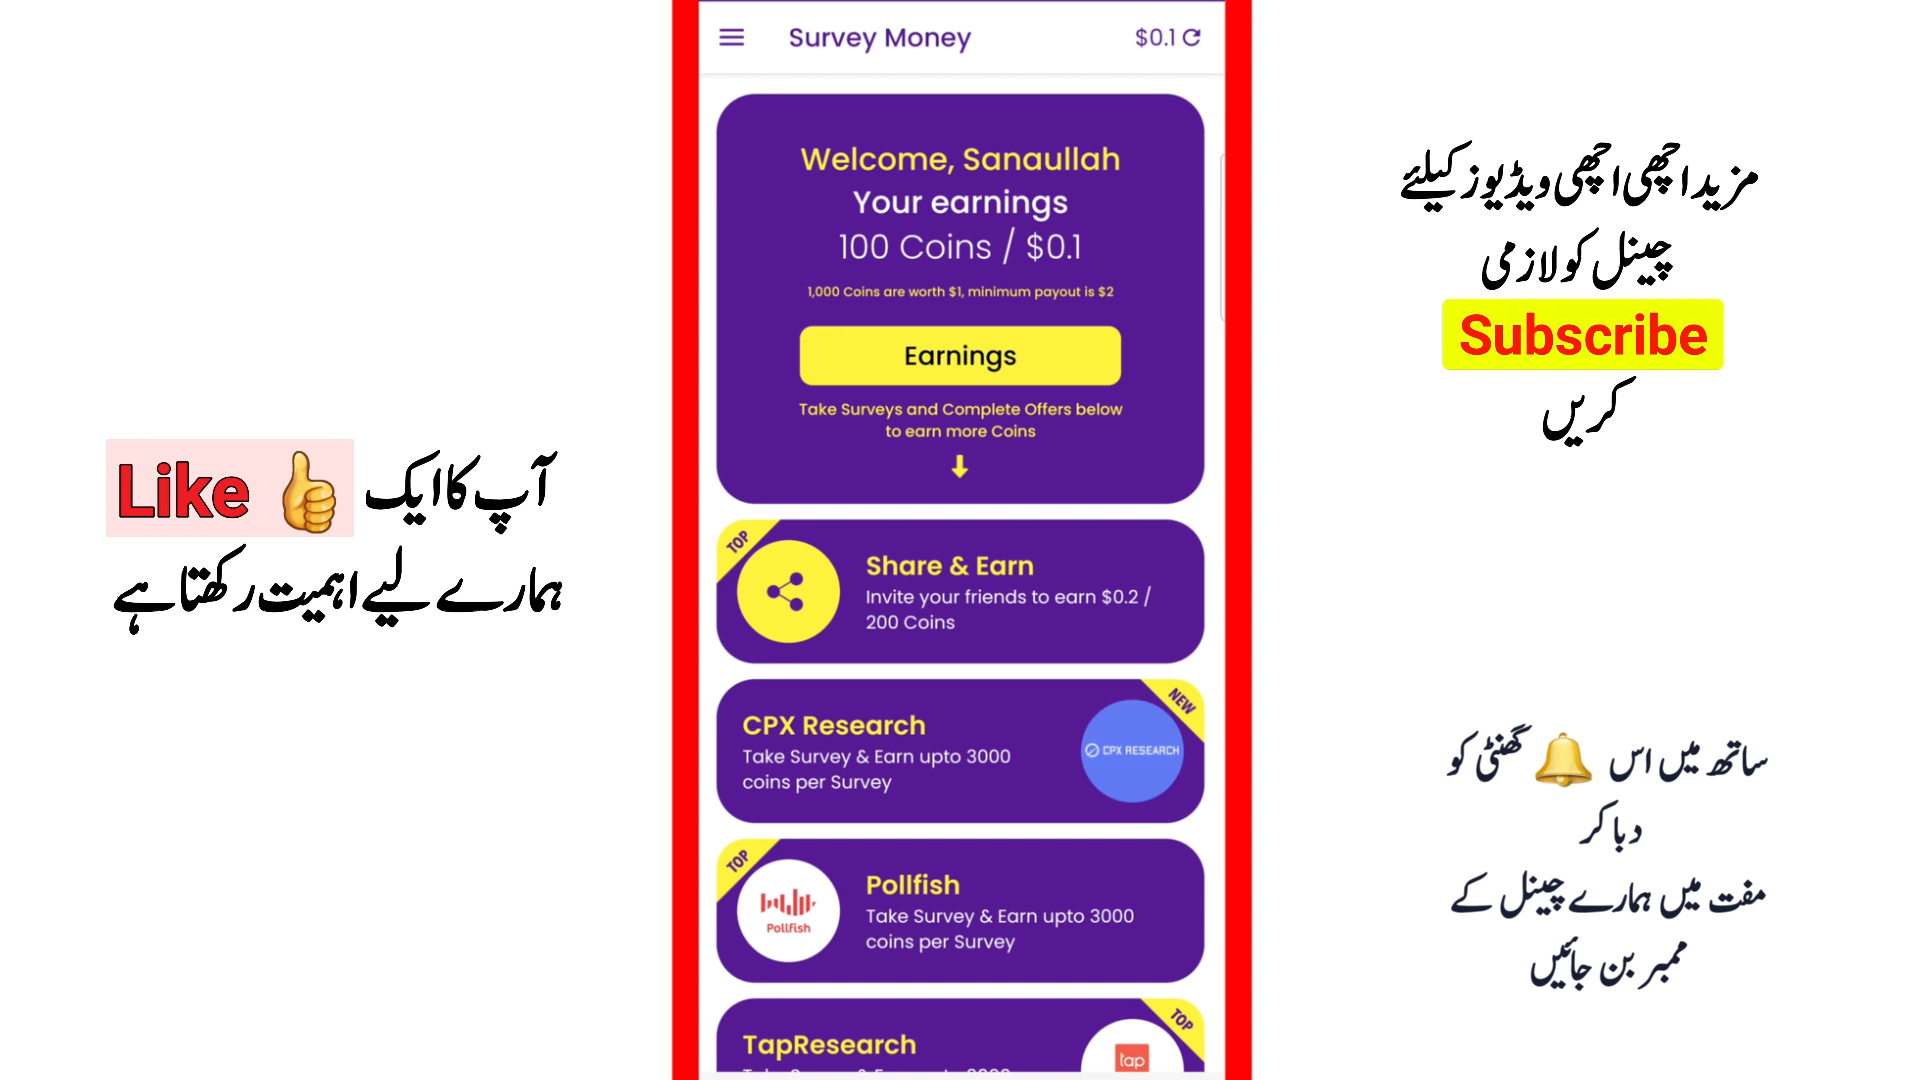 آپ کا ایک Like
ہمارے لیے اہمیت رکھتا ہے
Survey Money
$0.1
Welcome, Sanaullah
Your earnings
100 Coins / $0.1
1,000 Coins are worth $1, minimum payout is $2
Earnings
Take Surveys and Complete Offers below
to earn more Coins
TOP
Share & Earn
Invite your friends to earn $0.2 /
200 Coins
NEW
CPX Research
Take Survey & Earn upto 3000
coins per Survey
CPX RESEARCH
TOP
Pollfish
Take Survey & Earn upto 3000
coins per Survey
Pollfish
TOP
TapResearch
tap
مزید اچھی اچھی ویڈیوز کیلئے
چینل کو لازمی
Subscribe
کریں
ساتھ میں اس گھنٹی کو
دبا کر
مفت میں ہمارے چینل کے
ممبر بن جائیں